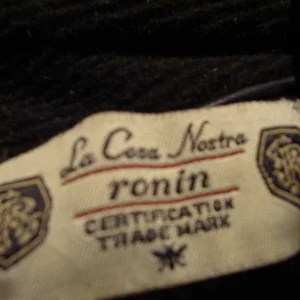 La Cosa Nostra
ronin
CERTIFICATION
TRADE MARK